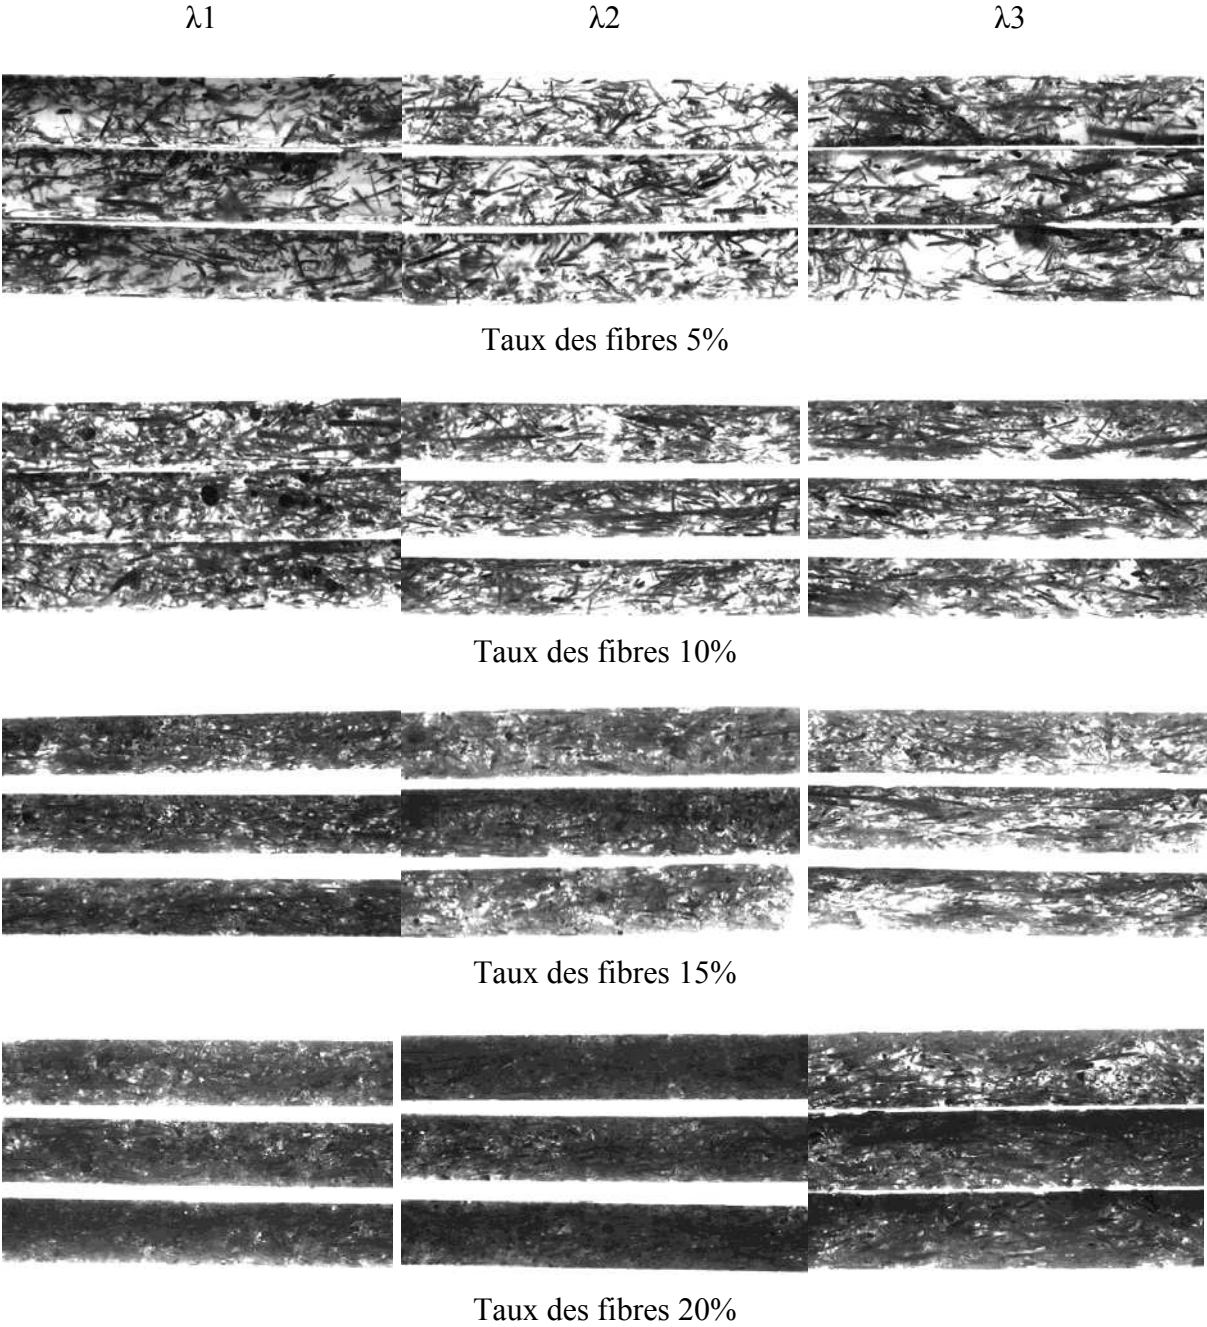 λ1 λ2 λ3
Taux des fibres 5%
Taux des fibres 10%
Taux des fibres 15%
Taux des fibres 20%